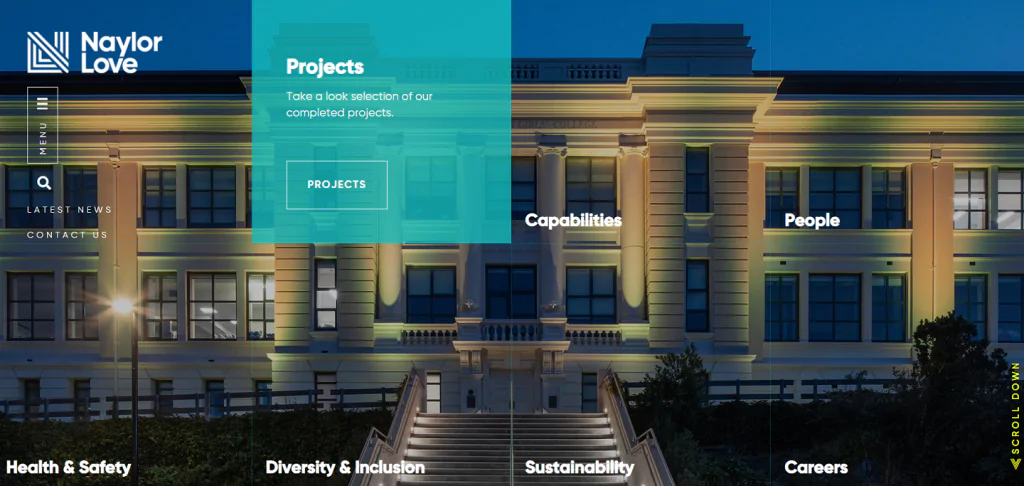 Naylor
Love
MENU
LATEST NEWS
CONTACT US
Projects
Take a look selection of our
completed projects.
PROJECTS
Capabilities
People
Health & Safety
Diversity & Inclusion
Sustainability
Careers
SCROLL DOWN